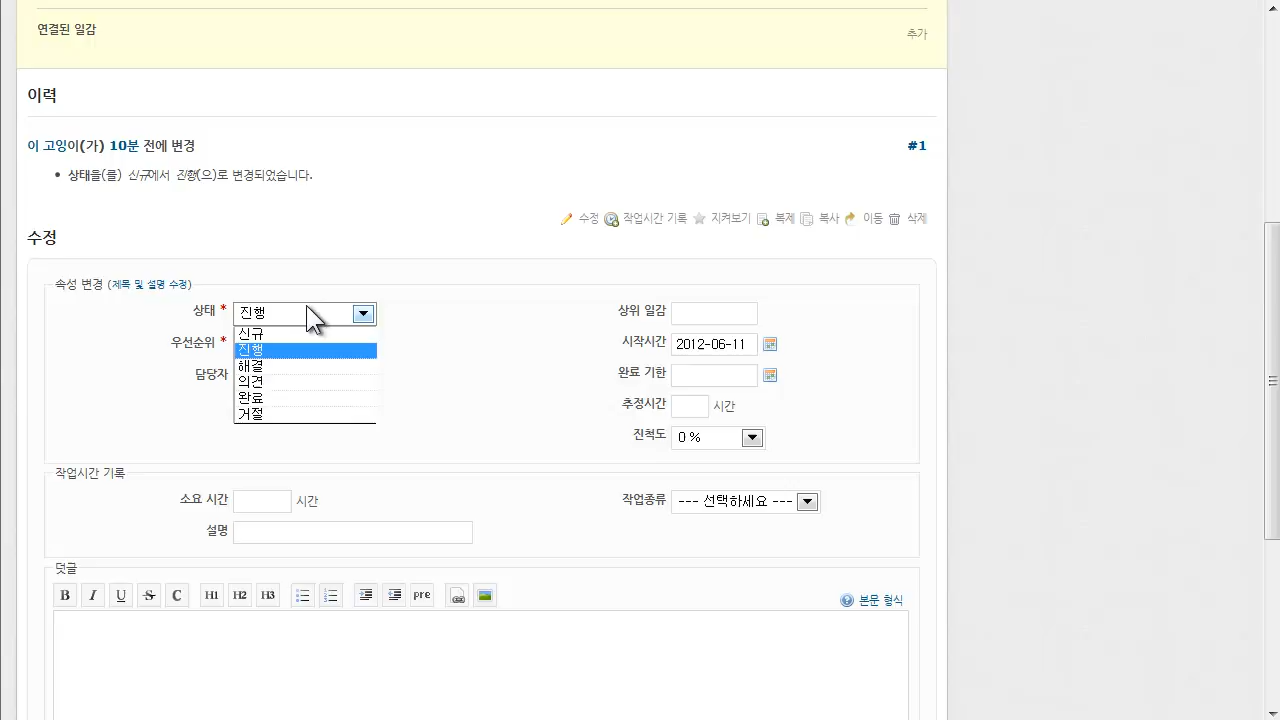 연결된 일감
추가
이력
이 고잉이(가) 10분 전에 변경
#1
상태을(를) 신규에서 진행(으)로 변경되었습니다.
수정 작업시간 기록 지켜보기 복제 복사 이동 삭제
수정
속성 변경 (제목 및 설명 수정)
상태 * 진행
신규
진행
해결
의견
완료
거절
우선순위 *
담당자
상위 일감
시작시간 2012-06-11
완료 기한
추정시간 시간
진척도 0 %
작업시간 기록
소요 시간 시간
작업종류 --- 선택하세요 ---
설명
덧글
B I U S C H1 H2 H3 pre
본문 형식